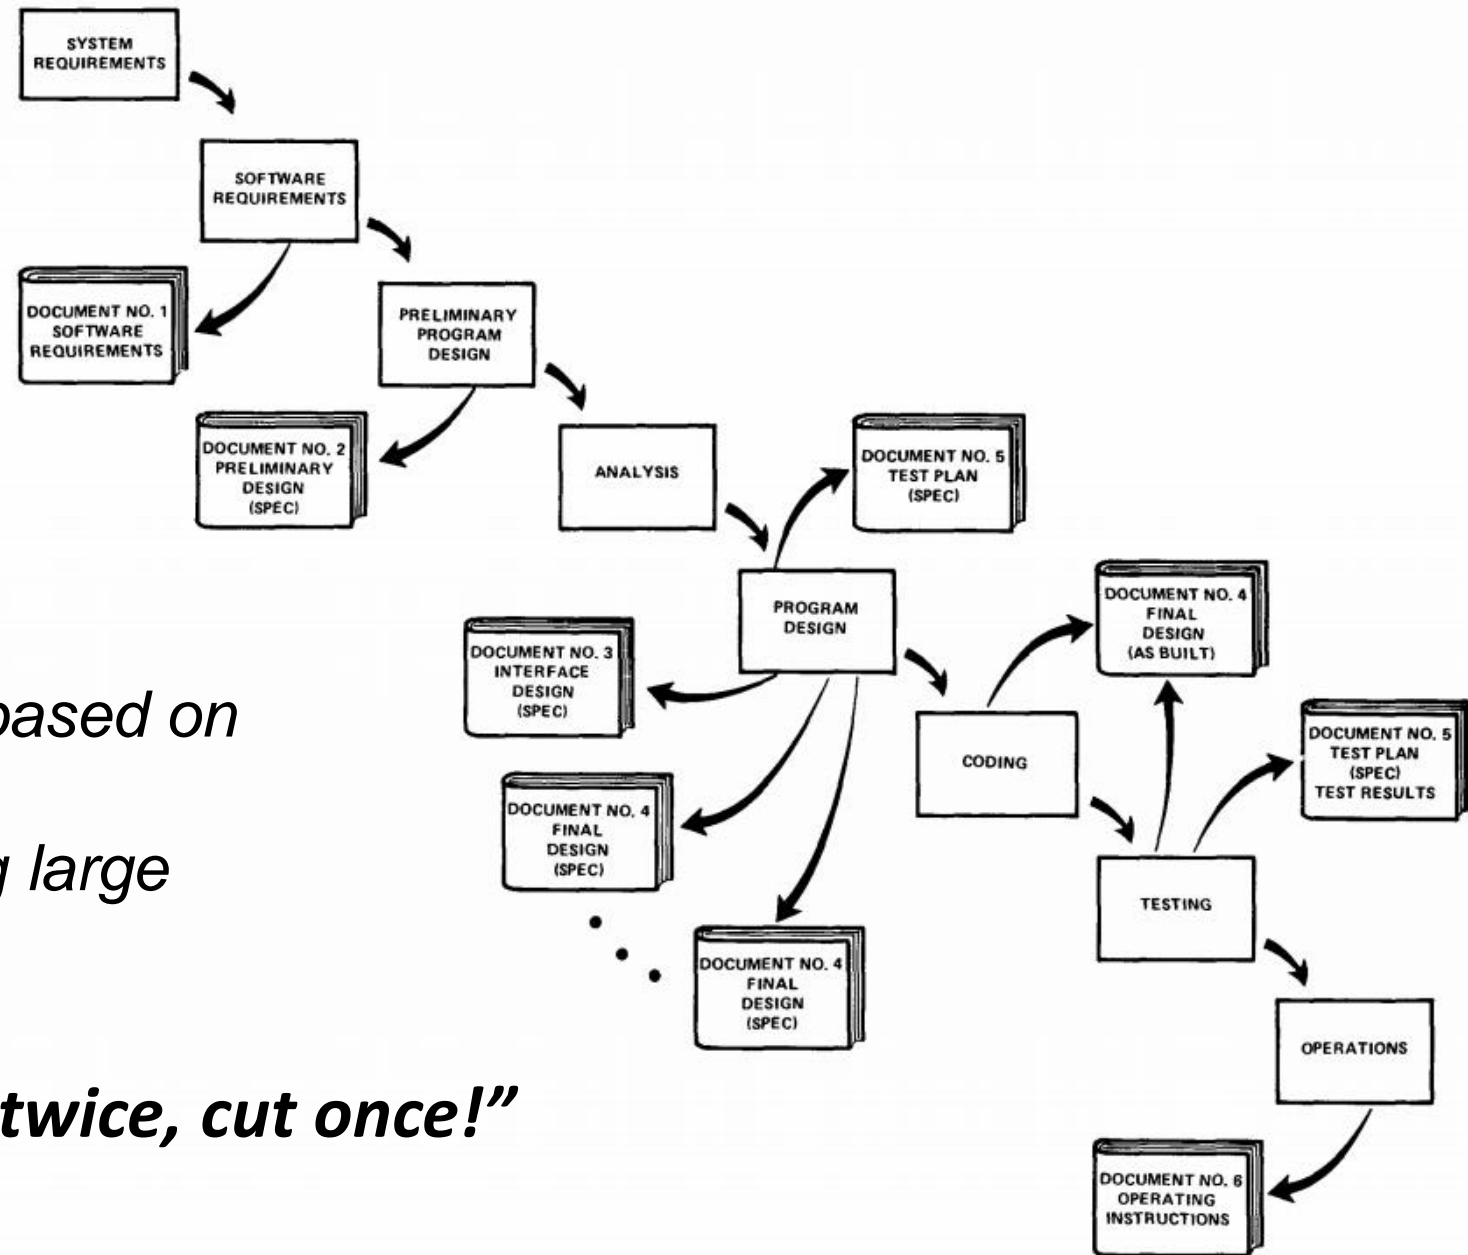 SYSTEM
REQUIREMENTS
SOFTWARE
REQUIREMENTS
DOCUMENT NO. 1
SOFTWARE
REQUIREMENTS
PRELIMINARY
PROGRAM
DESIGN
DOCUMENT NO. 2
PRELIMINARY
DESIGN
(SPEC)
ANALYSIS
DOCUMENT NO. 5
TEST PLAN
(SPEC)
PROGRAM
DESIGN
DOCUMENT NO. 3
INTERFACE
DESIGN
(SPEC)
DOCUMENT NO. 4
FINAL
DESIGN
(AS BUILT)
based on
CODING
DOCUMENT NO. 5
TEST PLAN
(SPEC)
TEST RESULTS
DOCUMENT NO. 4
FINAL
DESIGN
(SPEC)
large
TESTING
DOCUMENT NO. 4
FINAL
DESIGN
(SPEC)
OPERATIONS
twice, cut once!”
DOCUMENT NO. 6
OPERATING
INSTRUCTIONS